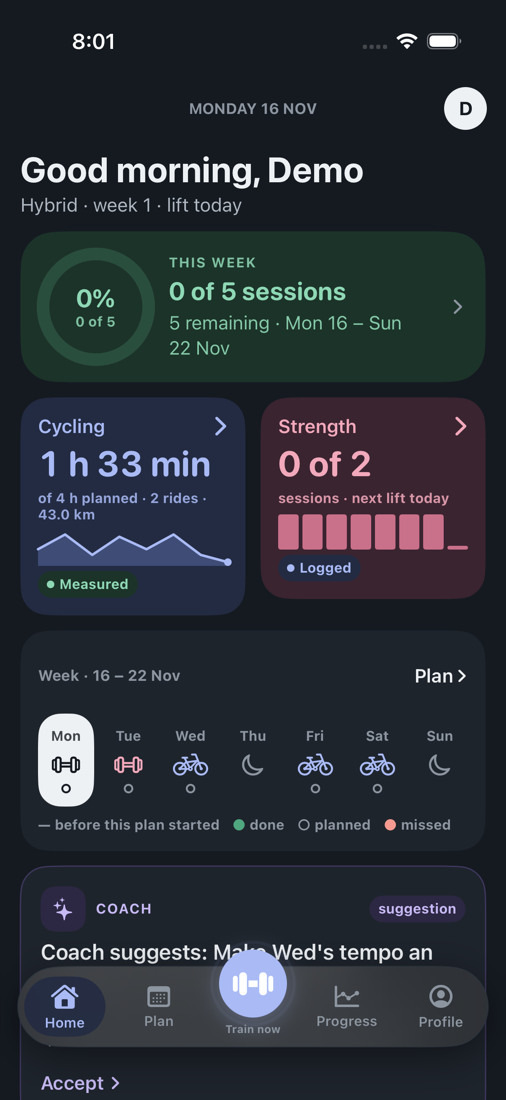 8:01
MONDAY 16 NOV
D
Good morning, Demo
Hybrid · week 1 · lift today
THIS WEEK
0%
0 of 5
0 of 5 sessions
5 remaining · Mon 16 – Sun
22 Nov
Cycling
1 h 33 min
of 4 h planned · 2 rides ·
43.0 km
Measured
Strength
0 of 2
sessions · next lift today
Logged
Week · 16 – 22 Nov
Plan
Mon Tue Wed Thu Fri Sat Sun
— before this plan started done planned missed
COACH
suggestion
Coach suggests: Make Wed's tempo an
Home
Plan
Train now
Progress
Profile
Accept